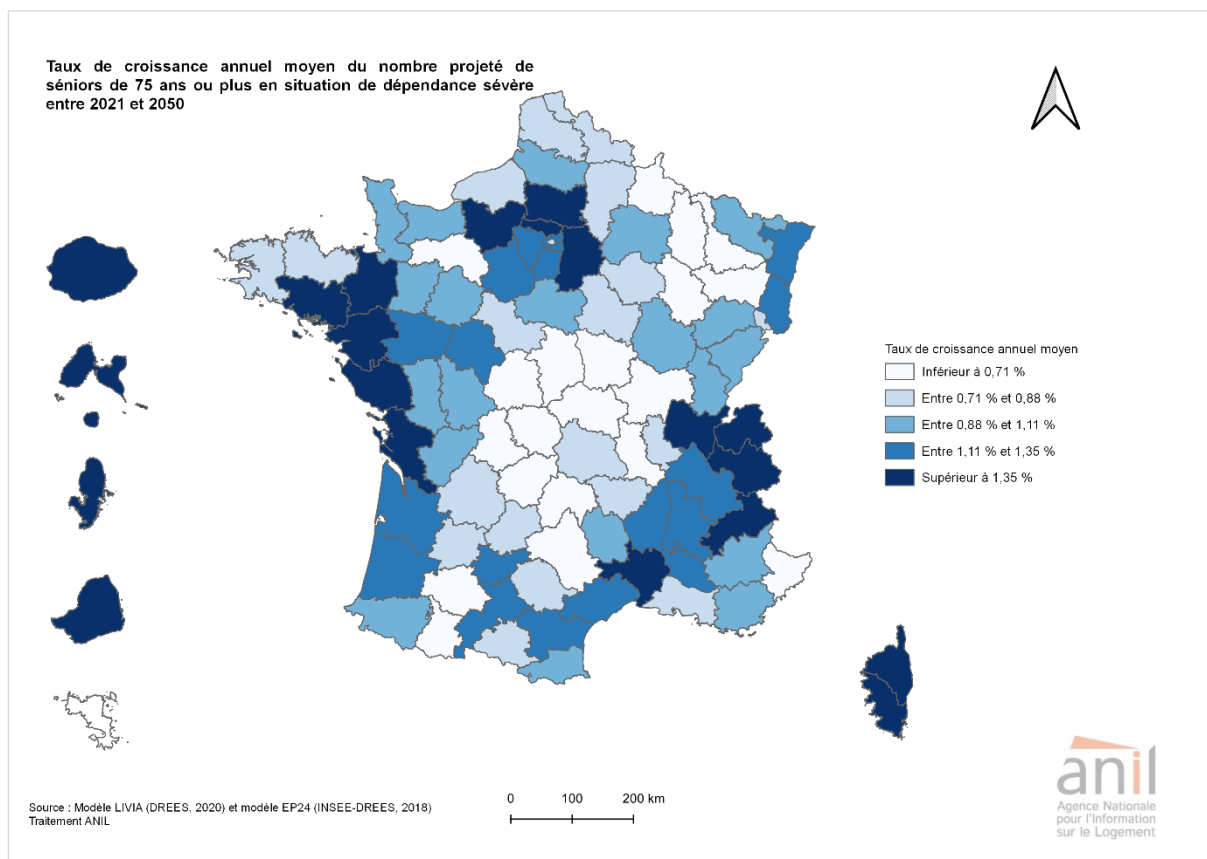 Taux de croissance annuel moyen du nombre projeté de
séniors de 75 ans ou plus en situation de dépendance sévère
entre 2021 et 2050
Taux de croissance annuel moyen
Inférieur à 0,71 %
Entre 0,71 % et 0,88 %
Entre 0,88 % et 1,11 %
Entre 1,11 % et 1,35 %
Supérieur à 1,35 %
Source : Modèle LIVIA (DREES, 2020) et modèle EP24 (INSEE-DREES, 2018)
Traitement ANIL
0 100 200 km
anil
Agence Nationale
pour l'Information
sur le Logement